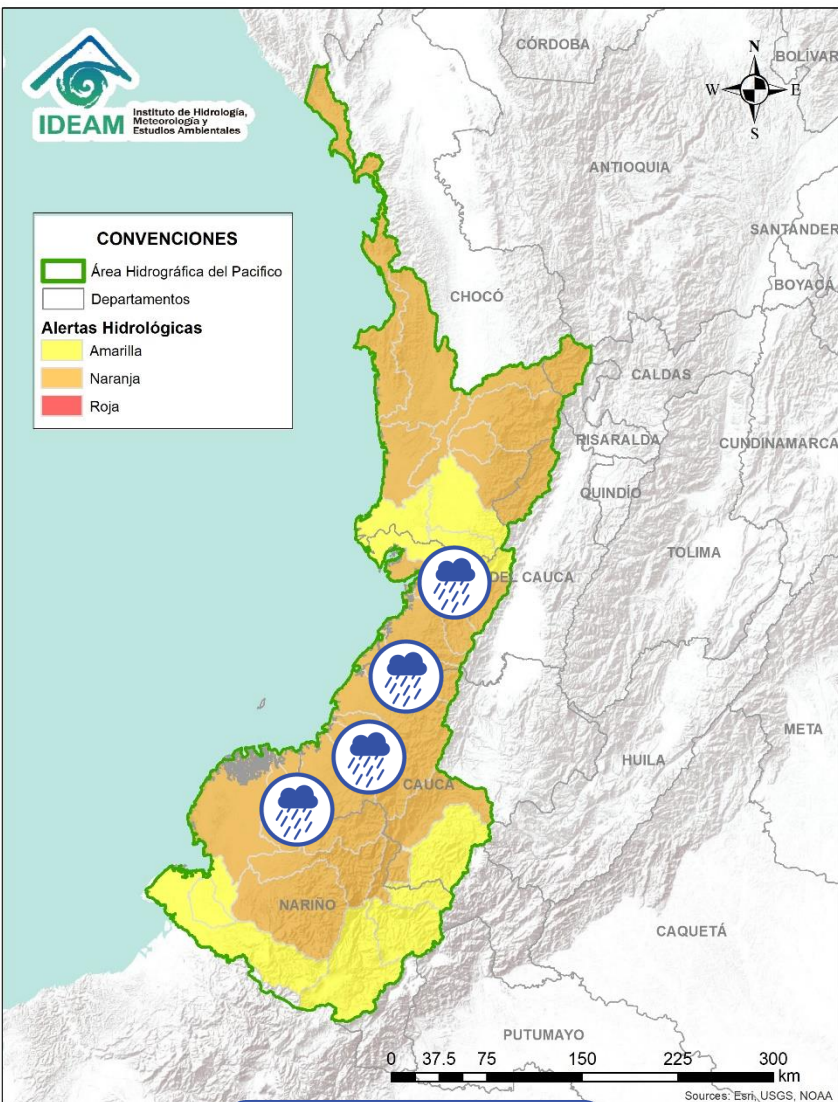 CÓRDOBA
BOLÍVAR
N
W E
S
IDEAM
Instituto de Hidrología,
Meteorología y
Estudios Ambientales
ANTIOQUIA
SANTANDER
BOYACÁ
CONVENCIONES
Área Hidrográfica del Pacifico
Departamentos
Alertas Hidrológicas
Amarilla
Naranja
Roja
CHOCÓ
CALDAS
RISARALDA
CUNDINAMARCA
QUINDÍO
TOLIMA
DEL CAUCA
META
HUILA
CAUCA
NARIÑO
CAQUETÁ
PUTUMAYO
0 37.5 75 150 225 300
km
Sources: Esri, USGS, NOAA